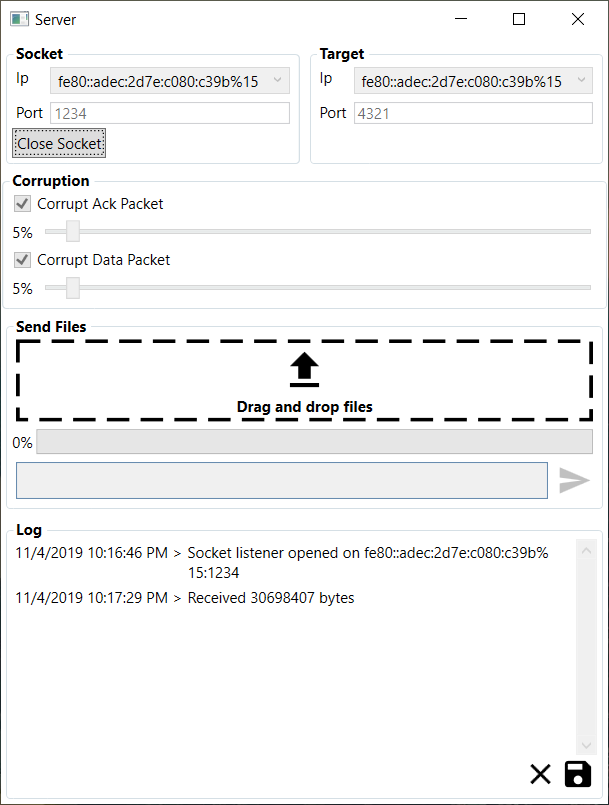 Server
Socket
Ip fe80::adec:2d7e:c080:c39b%15
Port 1234
Close Socket
Target
Ip fe80::adec:2d7e:c080:c39b%15
Port 4321
Corruption
Corrupt Ack Packet
5%
Corrupt Data Packet
5%
Send Files
Drag and drop files
0%
Log
11/4/2019 10:16:46 PM > Socket listener opened on fe80::adec:2d7e:c080:c39b%
15:1234
11/4/2019 10:17:29 PM > Received 30698407 bytes